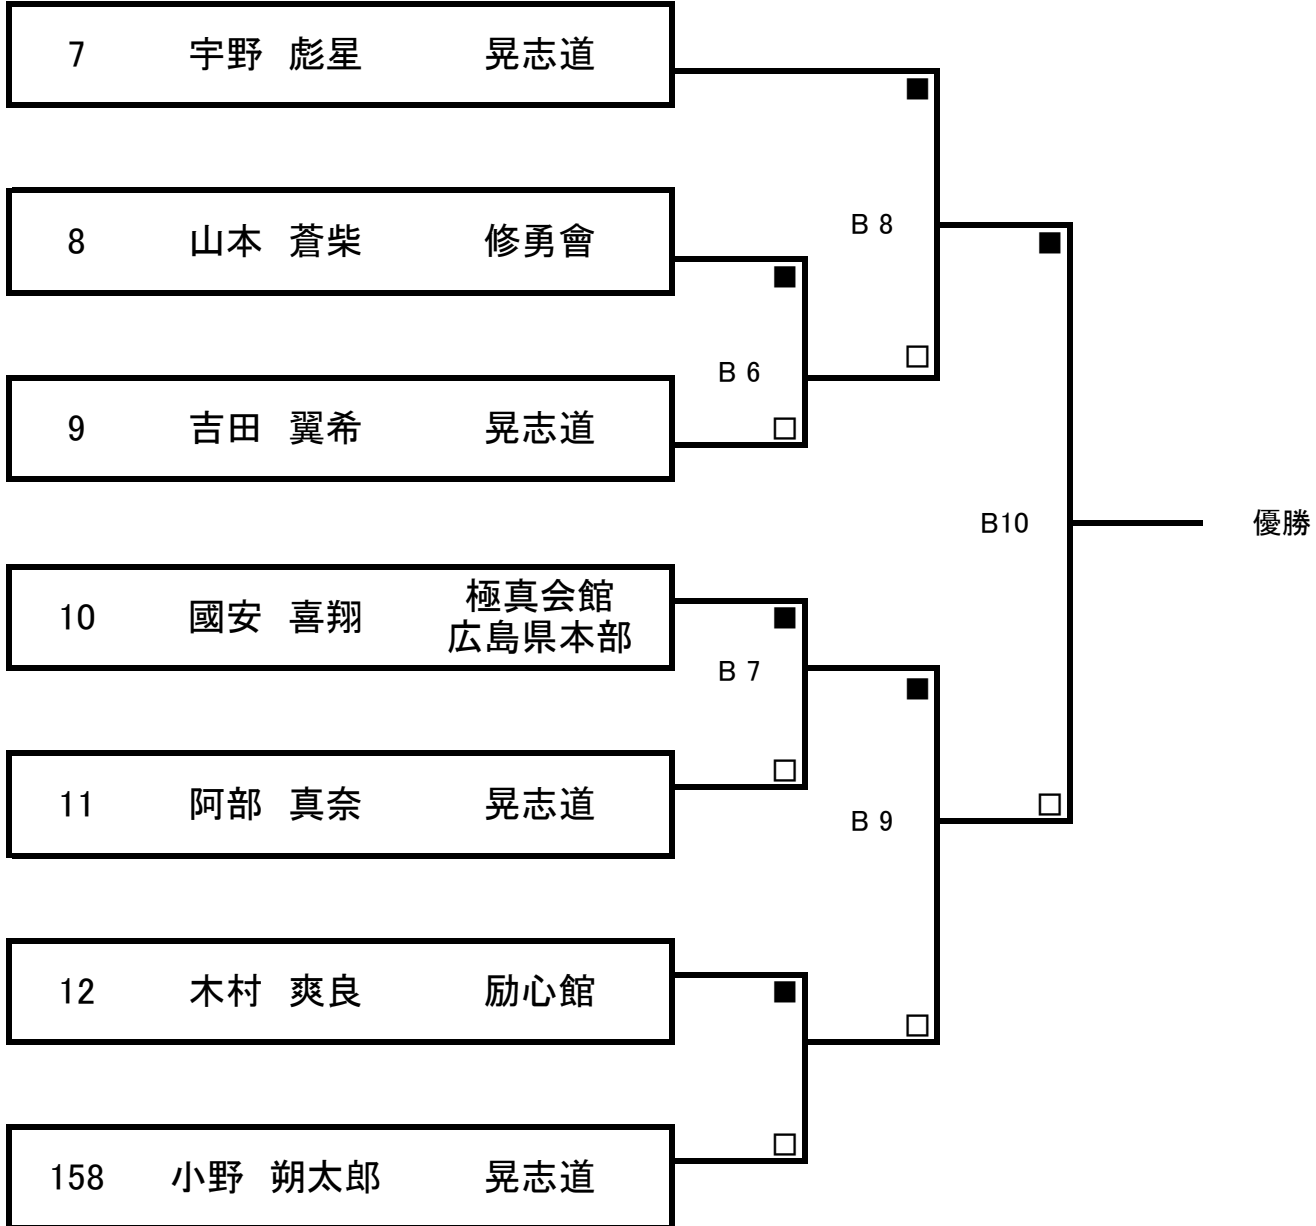 7 宇野 彪星 晃志道
■
8 山本 蒼柴 修勇會
B 8
■
■
□
B 6
9 吉田 翼希 晃志道
□
B10 優勝
10 國安 喜翔 極真会館
広島県本部
■
B 7
■
□
11 阿部 真奈 晃志道
□
B 9
12 木村 爽良 励心館
■
□
□
158 小野 朔太郎 晃志道